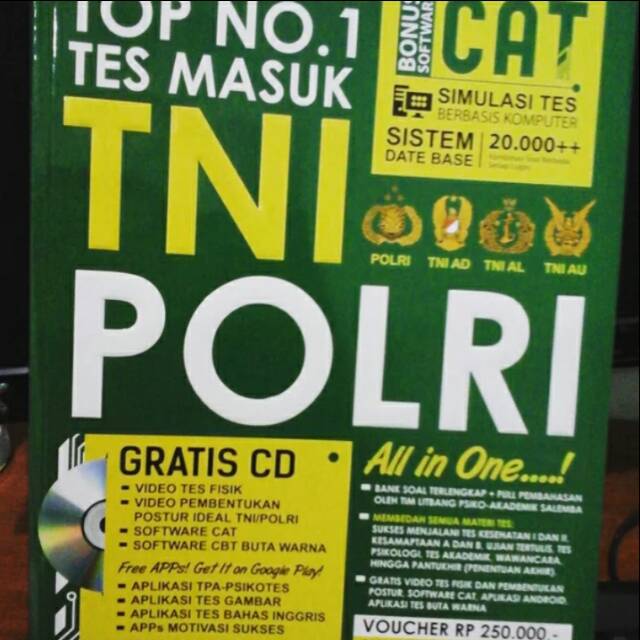 TOP NO.1
TES MASUK
TNI
POLRI
BONUS
SOFTWARE
CAT
SIMULASI TES
BERBASIS KOMPUTER
SISTEM
DATE BASE
20.000++
POLRI
TNI AD
TNI AL
TNI AU
GRATIS CD
- VIDEO TES FISIK
- VIDEO PEMBENTUKAN
POSTUR IDEAL TNI/POLRI
- SOFTWARE CAT
- SOFTWARE CBT BUTA WARNA
Free APPs! Get It on Google Play!
- APLIKASI TPA-PSIKOTES
- APLIKASI TES GAMBAR
- APLIKASI TES BAHAS INGGRIS
- APPs MOTIVASI SUKSES
All in One.....!
BANK SOAL TERLENGKAP + FULL PEMBAHASAN
OLEH TIM LITBANG PSIKO-AKADEMIK SALEMBA
MEMBEDAH SEMUA MATERI TES:
SUKSES MENJALANI TES KESEHATAN I DAN II,
KESAMAPTAAN A DAN B, UJIAN TERTULIS, TES
PSIKOLOGI, TES AKADEMIK, WAWANCARA,
HINGGA PANTUKHIR (PENENTUAN AKHIR).
GRATIS VIDEO TES FISIK DAN PEMBENTUKAN
POSTUR, SOFTWARE CAT, APLIKASI ANDROID,
APLIKASI TES BUTA WARNA
VOUCHER RP 250.000,-